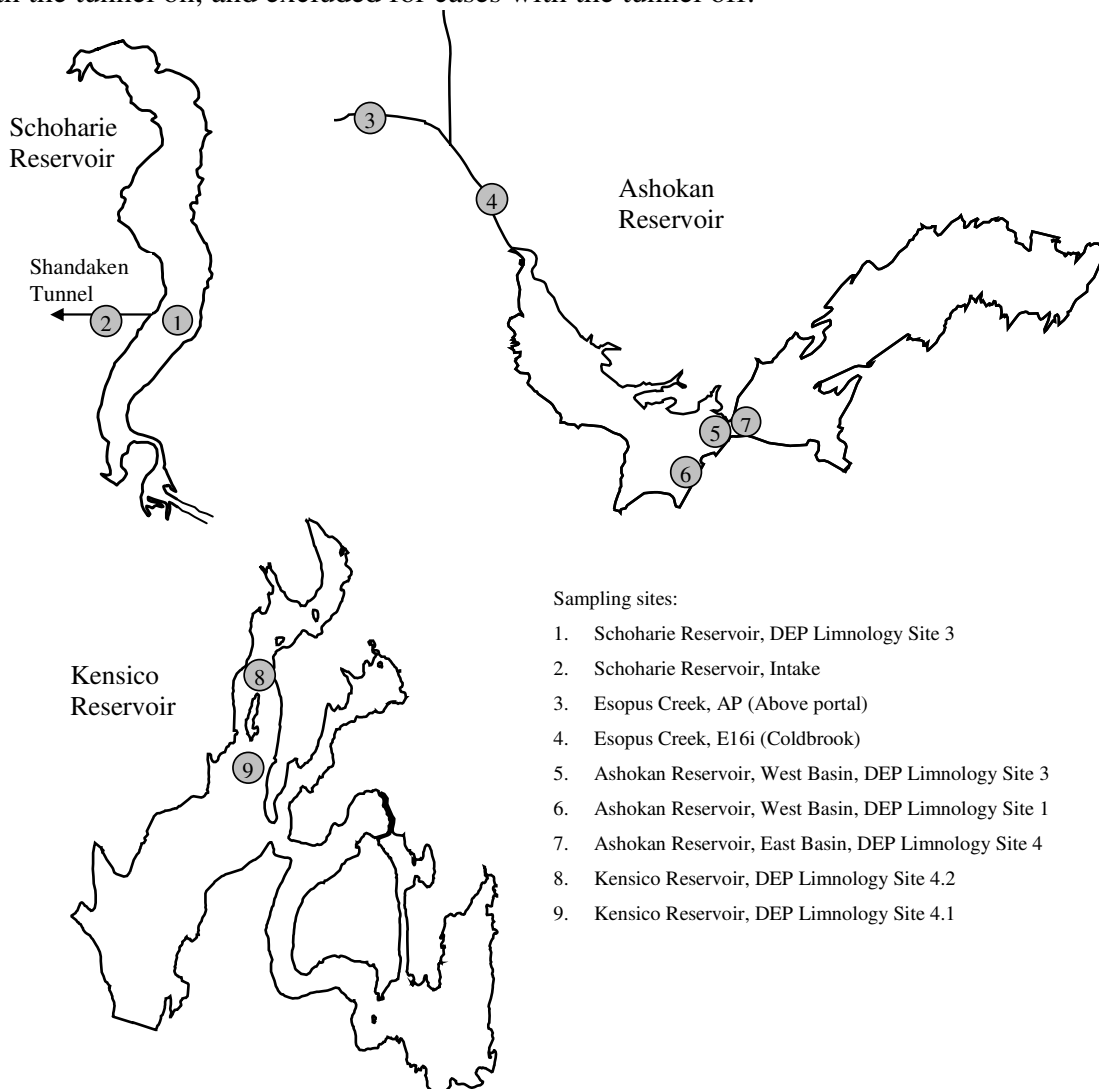 the tunnel on, and excluded for cases with the tunnel off.
Schoharie
Reservoir
Shandaken
Tunnel
2
1
3
4
Ashokan
Reservoir
5
7
6
Kensico
Reservoir
8
9
Sampling sites:
1. Schoharie Reservoir, DEP Limnology Site 3
2. Schoharie Reservoir, Intake
3. Esopus Creek, AP (Above portal)
4. Esopus Creek, E16i (Coldbrook)
5. Ashokan Reservoir, West Basin, DEP Limnology Site 3
6. Ashokan Reservoir, West Basin, DEP Limnology Site 1
7. Ashokan Reservoir, East Basin, DEP Limnology Site 4
8. Kensico Reservoir, DEP Limnology Site 4.2
9. Kensico Reservoir, DEP Limnology Site 4.1